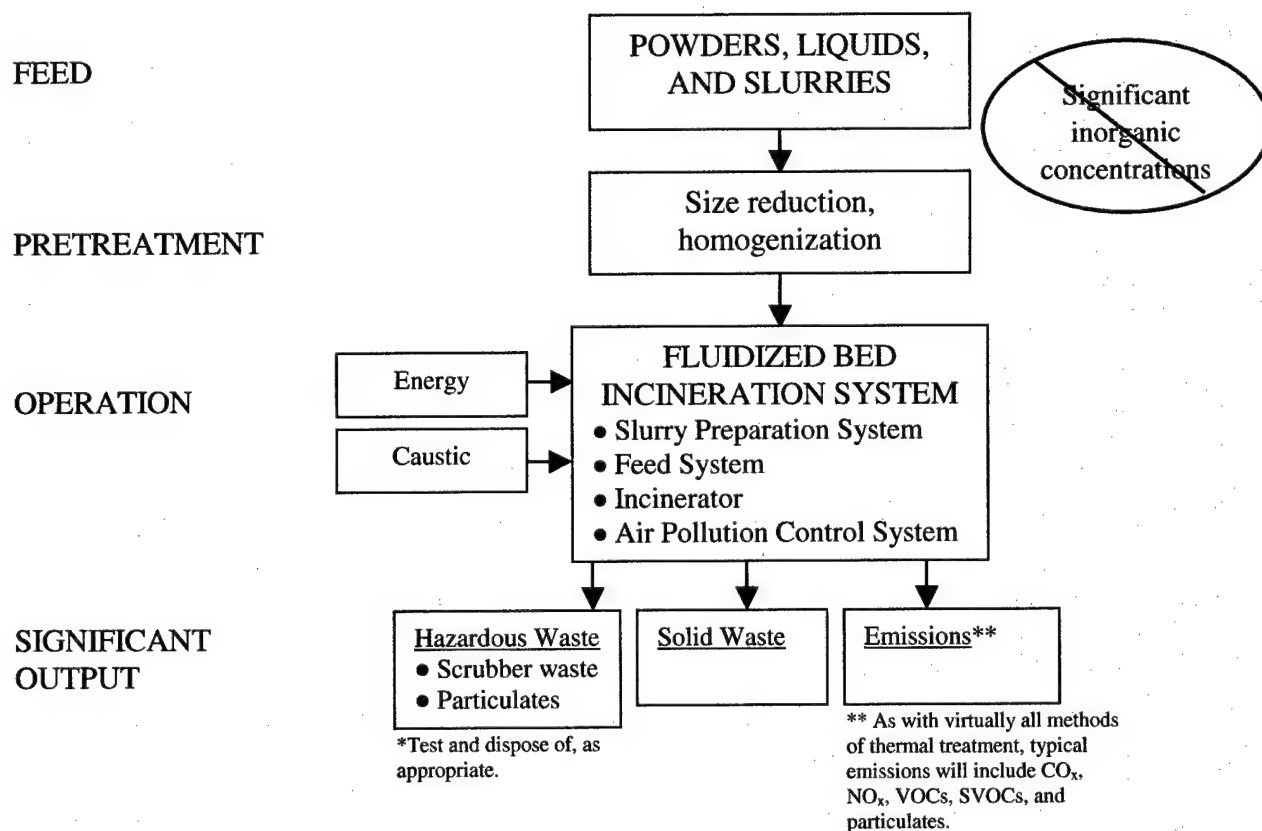 FEED
POWDERS, LIQUIDS,
AND SLURRIES
Significant
inorganic
concentrations
PRETREATMENT
Size reduction,
homogenization
OPERATION
Energy
Caustic
FLUIDIZED BED
INCINERATION SYSTEM
● Slurry Preparation System
● Feed System
● Incinerator
● Air Pollution Control System
SIGNIFICANT
OUTPUT
Hazardous Waste
● Scrubber waste
● Particulates
*Test and dispose of, as
appropriate.
Solid Waste
Emissions**
** As with virtually all methods
of thermal treatment, typical
emissions will include COₓ,
NOₓ, VOCs, SVOCs, and
particulates.